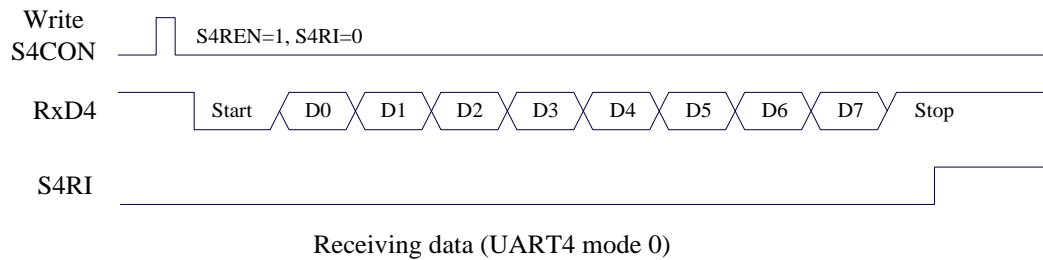 Write
S4CON
S4REN=1, S4RI=0
RxD4
Start D0 D1 D2 D3 D4 D5 D6 D7 Stop
S4RI
Receiving data (UART4 mode 0)